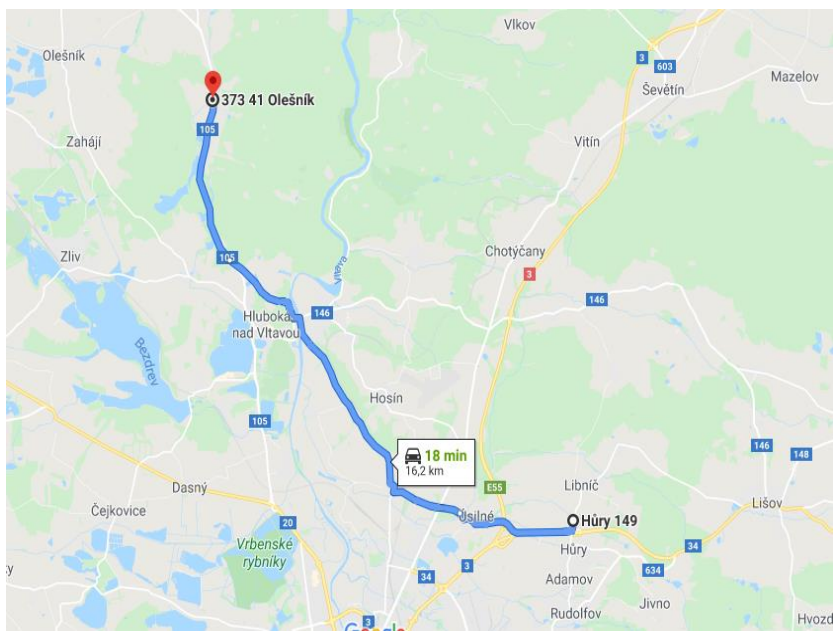 Vlkov
Olešník
3
603
Mazelov
Ševětín
373 41 Olešník
105
Zahájí
Vitín
Chotýčany
Zliv
105
Vltava
3
146
146
Hluboká
nad Vltavou
Bezdrev
Hosín
105
18 min
16,2 km
146
148
E55
Libníč
Dasný
Lišov
Čejkovice
20
Úsilné
Hůry 149
Vrbenské
rybníky
Hůry
34
3
34
634
Adamov
Jivno
Rudolfov
3
Google